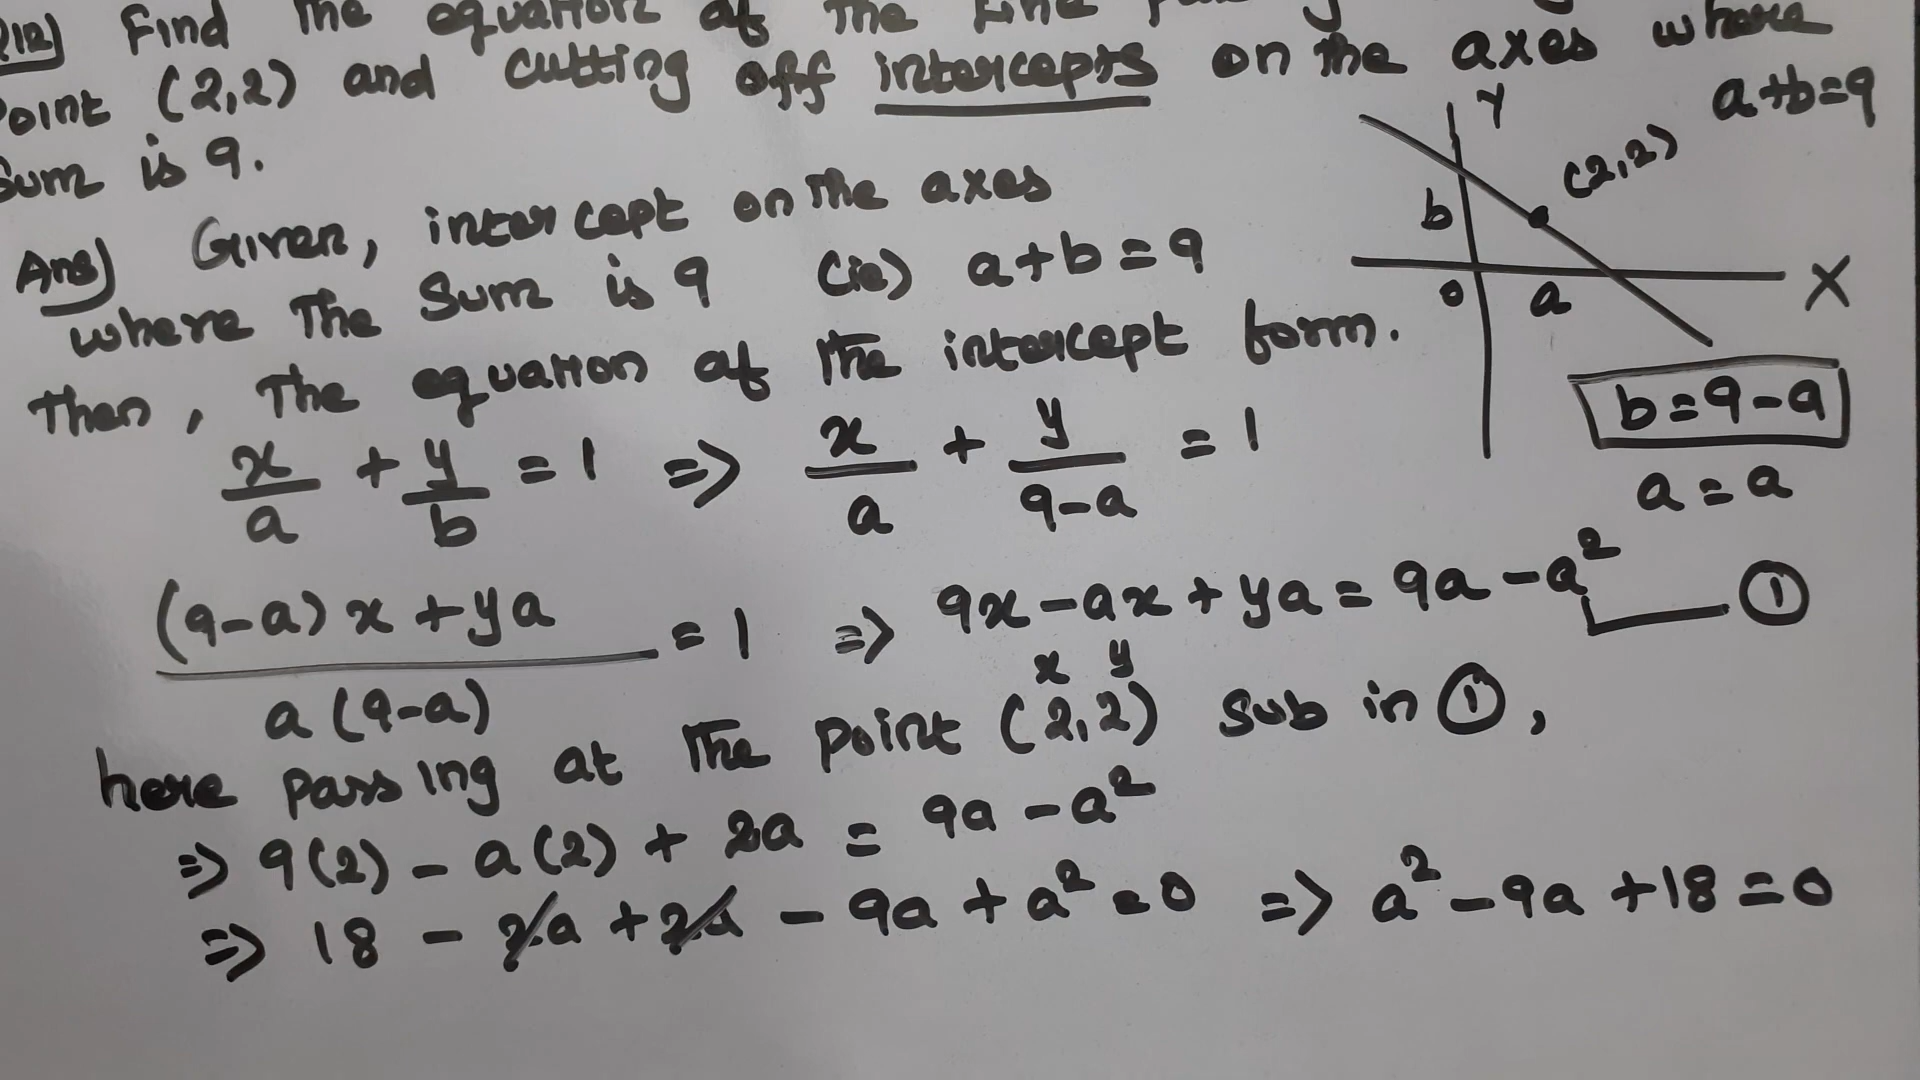 Q12) Find the equation of the line
Point (2,2) and cutting off intercepts on the axes where
Sum is 9.
a+b=9
Y
(2,2)
b
o
a
X
Ans) Given, intercept on the axes
where the Sum is 9 (ie) a+b=9
then, the equation of the intercept form.
b=9-a
a=a
x/a + y/b = 1 => x/a + y/9-a = 1
(9-a)x+ya / a(9-a) = 1 => 9x-ax+ya=9a-a² ①
x y
here passing at the point (2,2) Sub in ①,
=> 9(2)-a(2)+2a = 9a-a²
=> 18 - 2a + 2a - 9a + a² = 0 => a²-9a+18=0